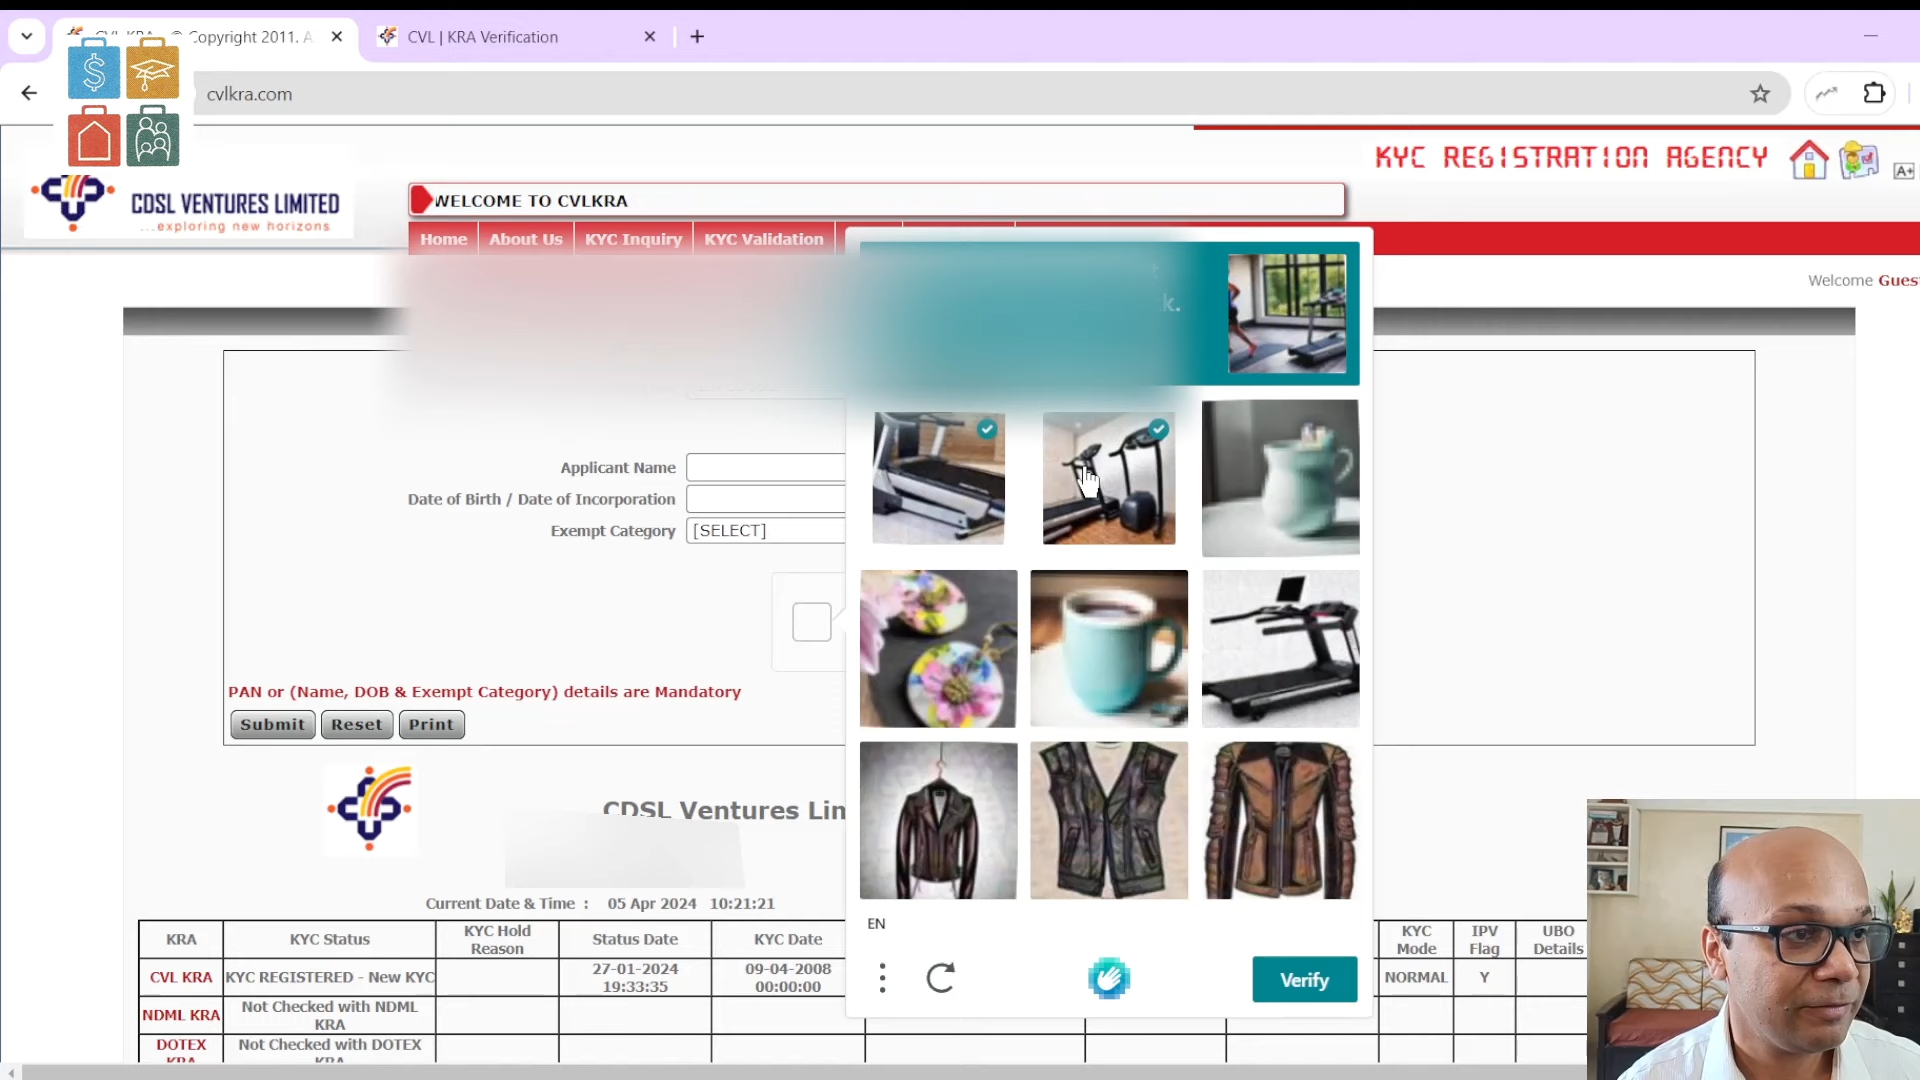 Copyright 2011. A
CVL | KRA Verification
cvlkra.com
KYC REGISTRATION AGENCY
A+
CDSL VENTURES LIMITED
...exploring new horizons.
WELCOME TO CVLKRA
Home About Us KYC Inquiry KYC Validation
Welcome Gues
k.
Applicant Name
Date of Birth / Date of Incorporation
Exempt Category [SELECT]
PAN or (Name, DOB & Exempt Category) details are Mandatory
Submit Reset Print
CDSL Ventures Lim
EN
Verify
Current Date & Time : 05 Apr 2024 10:21:21
KRA KYC Status KYC Hold Reason Status Date KYC Date KYC Mode IPV Flag UBO Details
CVL KRA KYC REGISTERED - New KYC 27-01-2024 19:33:35 09-04-2008 00:00:00 NORMAL Y
NDML KRA Not Checked with NDML KRA
DOTEX KRA Not Checked with DOTEX KRA